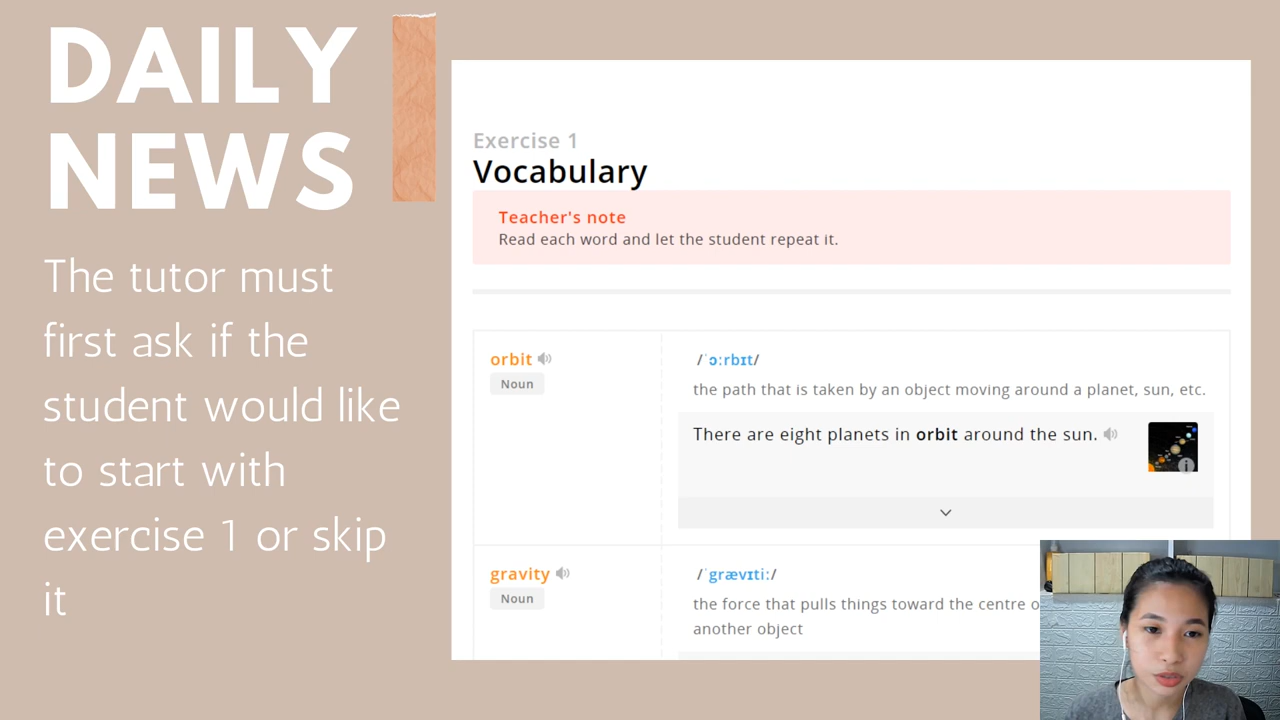 DAILY
NEWS
The tutor must
first ask if the
student would like
to start with
exercise 1 or skip
it
Exercise 1
Vocabulary
Teacher's note
Read each word and let the student repeat it.
orbit
Noun
/ˈɔːrbɪt/
the path that is taken by an object moving around a planet, sun, etc.
There are eight planets in orbit around the sun.
gravity
Noun
/ˈgrævɪtiː/
the force that pulls things toward the centre o
another object